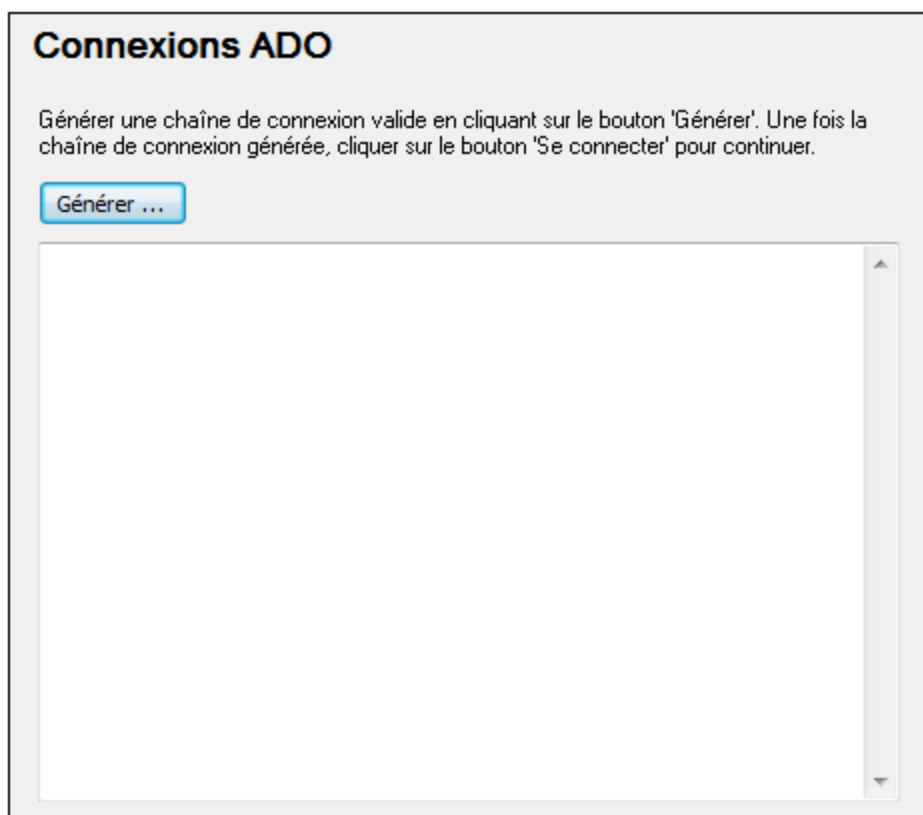 Connexions ADO
Générer une chaîne de connexion valide en cliquant sur le bouton 'Générer'. Une fois la
chaîne de connexion générée, cliquer sur le bouton 'Se connecter' pour continuer.
Générer ...